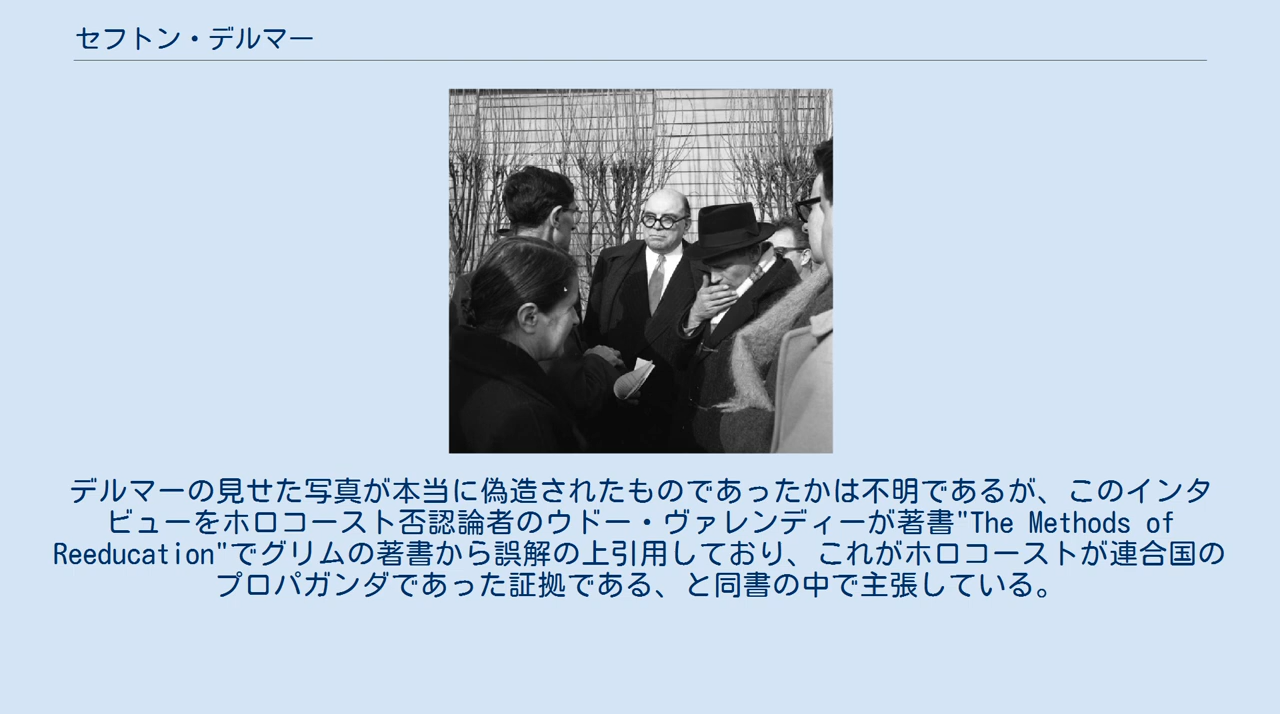 セフトン・デルマー
デルマーの見せた写真が本当に偽造されたものであったかは不明であるが、このインタ
ビューをホロコースト否認論者のウドー・ヴァレンディーが著書"The Methods of
Reeducation"でグリムの著書から誤解の上引用しており、これがホロコーストが連合国の
プロパガンダであった証拠である、と同書の中で主張している。